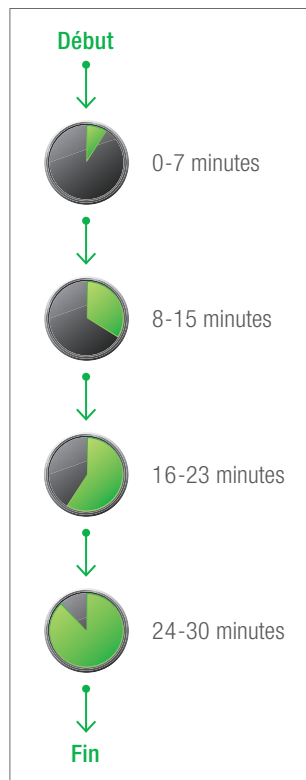 Début
0-7 minutes
8-15 minutes
16-23 minutes
24-30 minutes
Fin